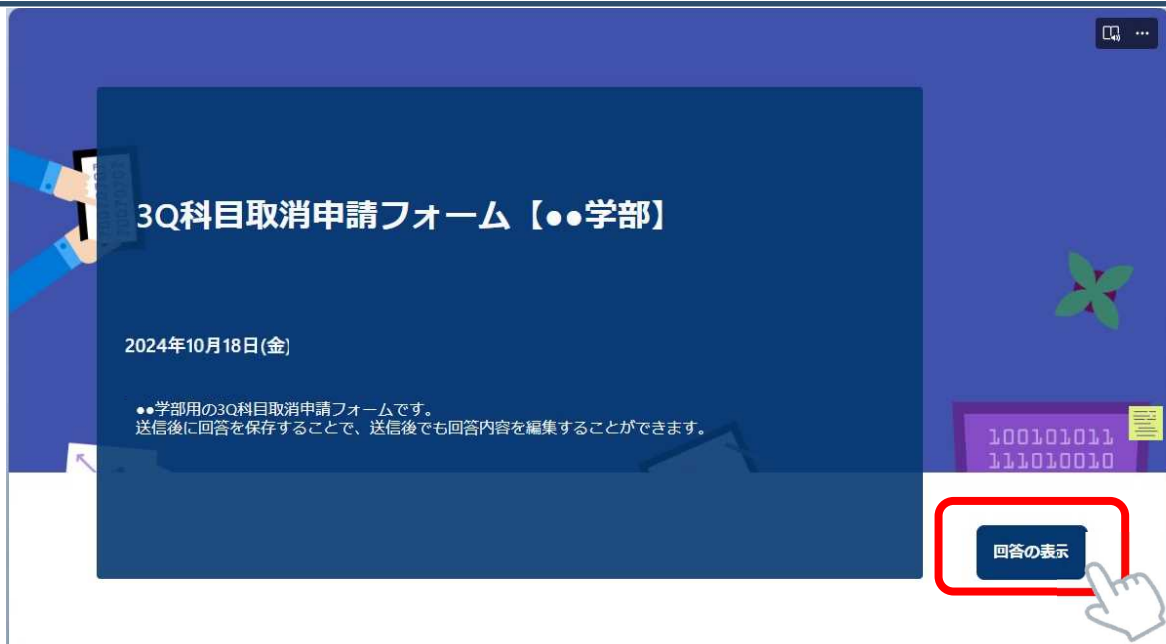 3Q科目取消申請フォーム【●●学部】
2024年10月18日(金)
●●学部用の3Q科目取消申請フォームです。
送信後に回答を保存することで、送信後でも回答内容を編集することができます。
100101011
111010010
回答の表示